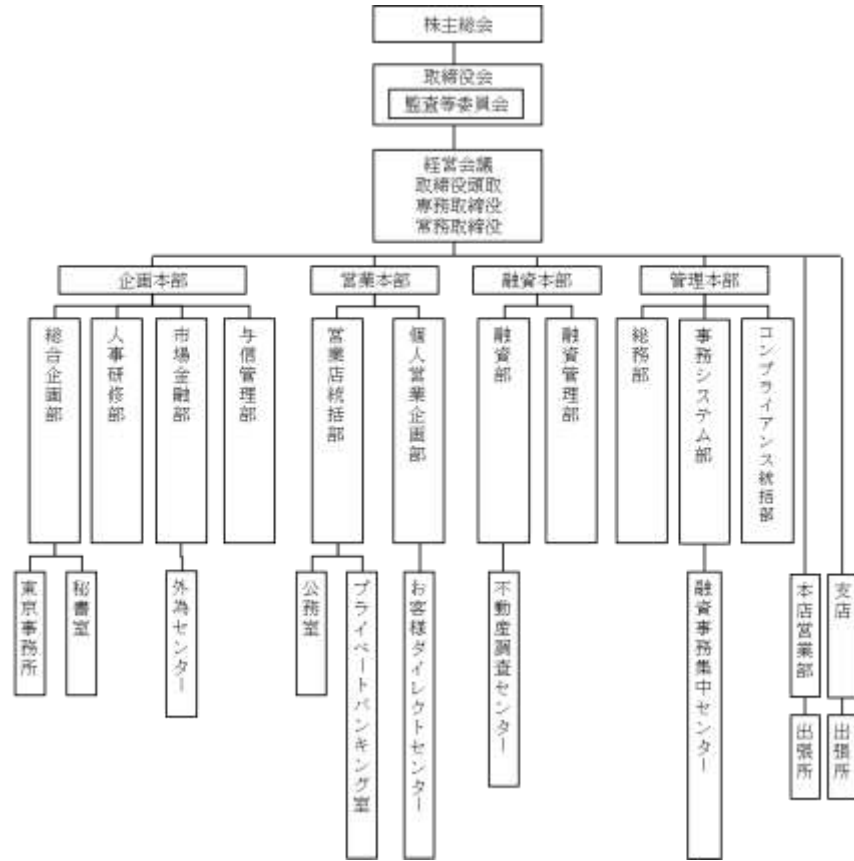 株主総会
取締役会
監査等委員会
経営会議
取締役頭取
専務取締役
常務取締役
企画本部
営業本部
融資本部
管理本部
総合企画部
人事研修部
市場金融部
与信管理部
営業店統括部
個人営業企画部
融資部
融資管理部
総務部
事務システム部
コンプライアンス統括部
東京事務所
秘書室
外為センター
公務室
プライベートバンキング室
お客様ダイレクトセンター
不動産調査センター
融資事務集中センター
本店営業部
支店
出張所
出張所